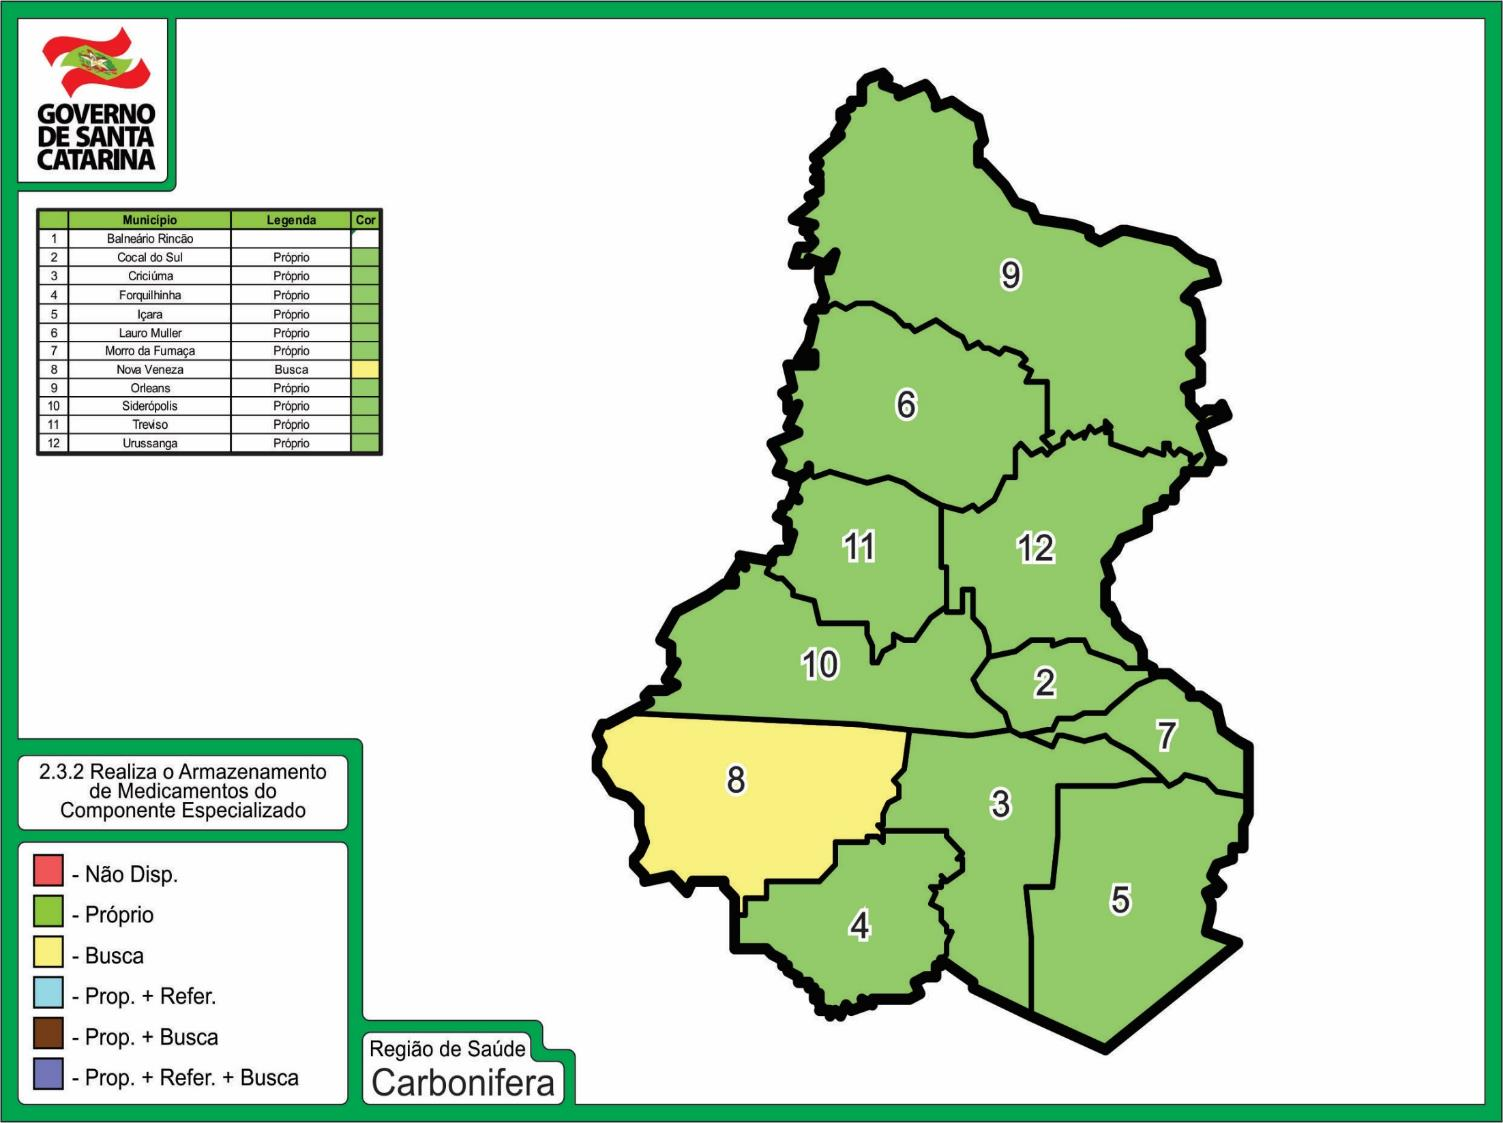 GOVERNO
DE SANTA
CATARINA
Município Legenda Cor
1 Balneário Rincão
2 Cocal do Sul Próprio
3 Criciúma Próprio
4 Forquilhinha Próprio
5 Içara Próprio
6 Lauro Muller Próprio
7 Morro da Fumaça Próprio
8 Nova Veneza Busca
9 Orleans Próprio
10 Siderópolis Próprio
11 Treviso Próprio
12 Urussanga Próprio
9
6
11
12
10
2
7
8
3
5
4
2.3.2 Realiza o Armazenamento
de Medicamentos do
Componente Especializado
- Não Disp.
- Próprio
- Busca
- Prop. + Refer.
- Prop. + Busca
- Prop. + Refer. + Busca
Região de Saúde
Carbonifera